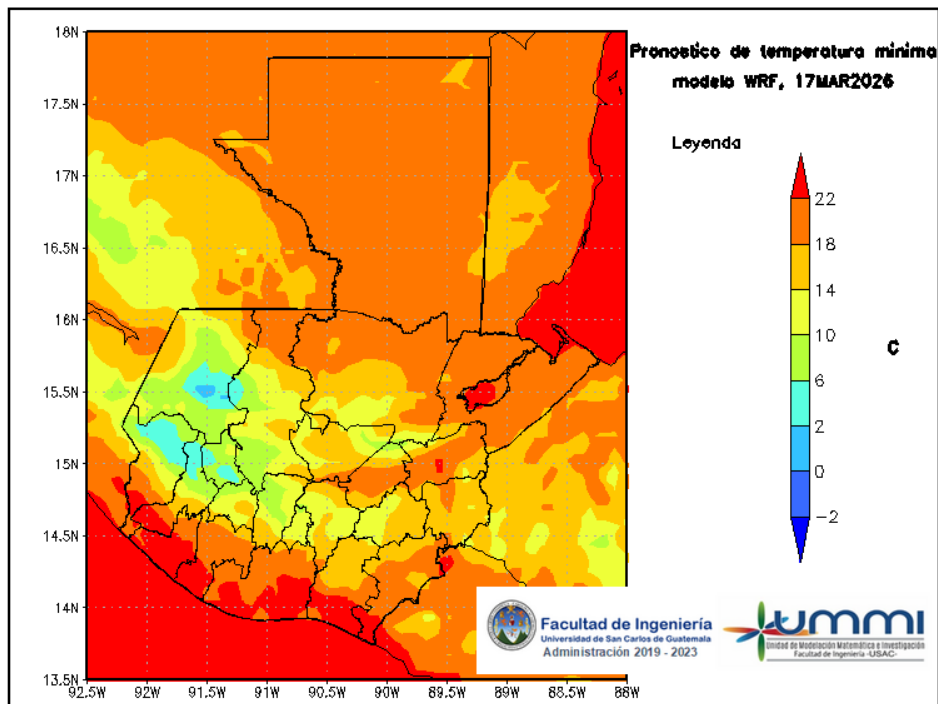 Pronostico de temperatura minima
modelo WRF, 17MAR2026
Leyenda
22
18
14
10
6
2
0
-2
C
18N
17.5N
17N
16.5N
16N
15.5N
15N
14.5N
14N
13.5N
92.5W
92W
91.5W
91W
90.5W
90W
89.5W
89W
88.5W
88W
Facultad de Ingeniería
Universidad de San Carlos de Guatemala
Administración 2019 - 2023
ummi
Unidad de Modelación Matemática e Investigación
Facultad de Ingeniería -USAC-